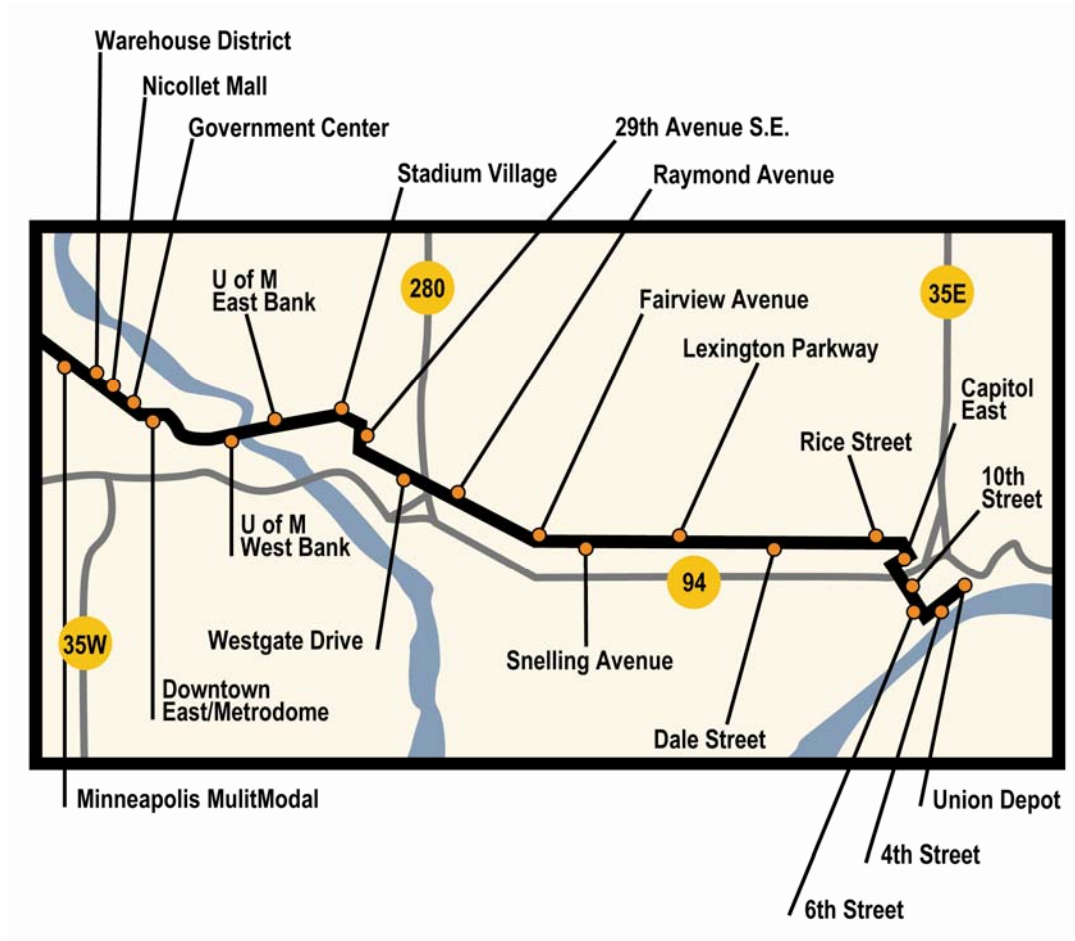 Warehouse District
Nicollet Mall
Government Center
29th Avenue S.E.
Stadium Village
Raymond Avenue
U of M
East Bank
280
35E
Fairview Avenue
Lexington Parkway
Capitol
East
Rice Street
10th
Street
U of M
West Bank
94
35W
Westgate Drive
Snelling Avenue
Downtown
East/Metrodome
Dale Street
Minneapolis MulitModal
Union Depot
4th Street
6th Street